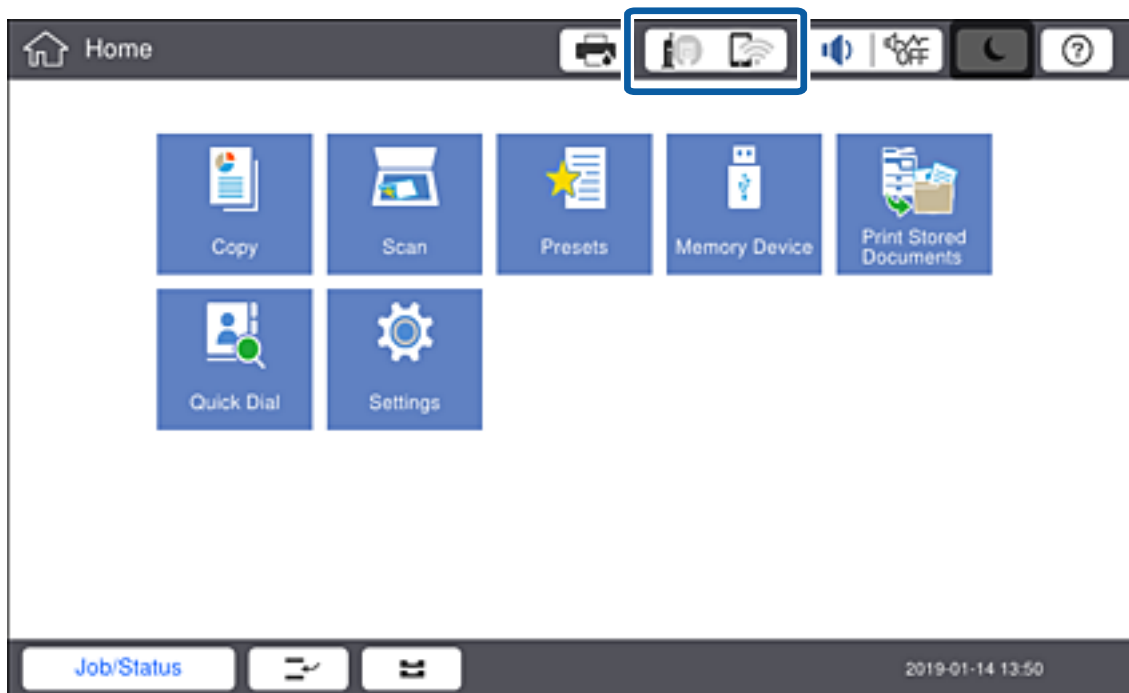 Home
OFF
?
Copy
Scan
Presets
Memory Device
Print Stored
Documents
Quick Dial
Settings
Job/Status
2019-01-14 13:50